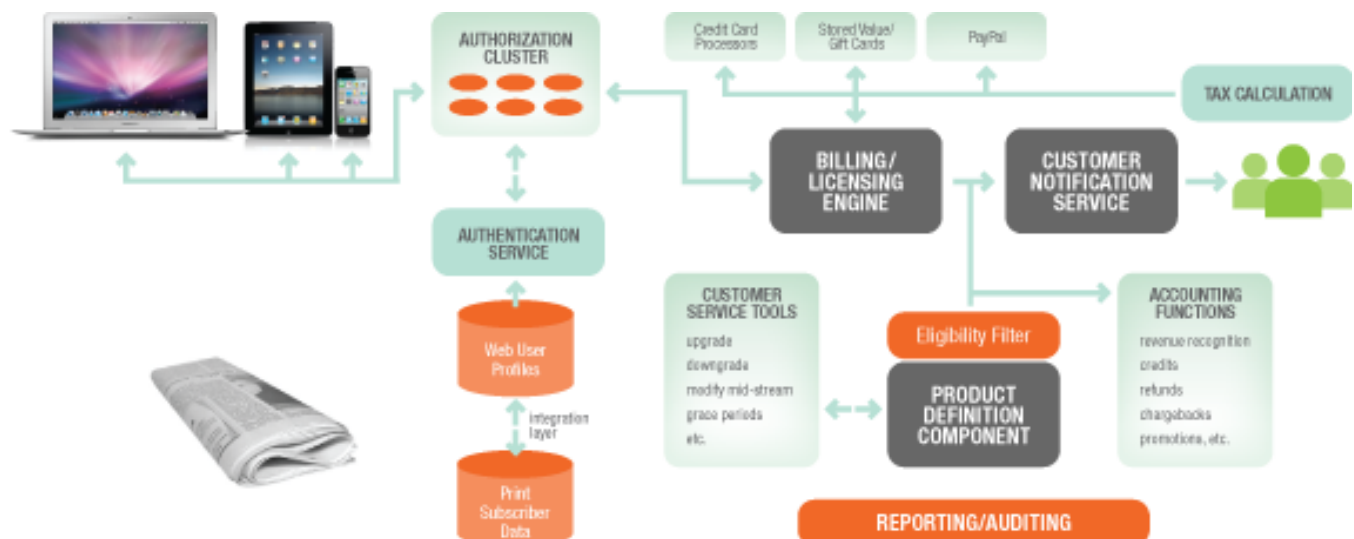 AUTHORIZATION
CLUSTER
Credit Card
Processors
Stored Value/
Gift Cards
PayPal
TAX CALCULATION
BILLING/
LICENSING
ENGINE
CUSTOMER
NOTIFICATION
SERVICE
AUTHENTICATION
SERVICE
Web User
Profiles
integration
layer
Print
Subscriber
Data
CUSTOMER
SERVICE TOOLS
upgrade
downgrade
modify mid-stream
grace periods
etc.
Eligibility Filter
PRODUCT
DEFINITION
COMPONENT
ACCOUNTING
FUNCTIONS
revenue recognition
credits
refunds
chargebacks
promotions, etc.
REPORTING/AUDITING